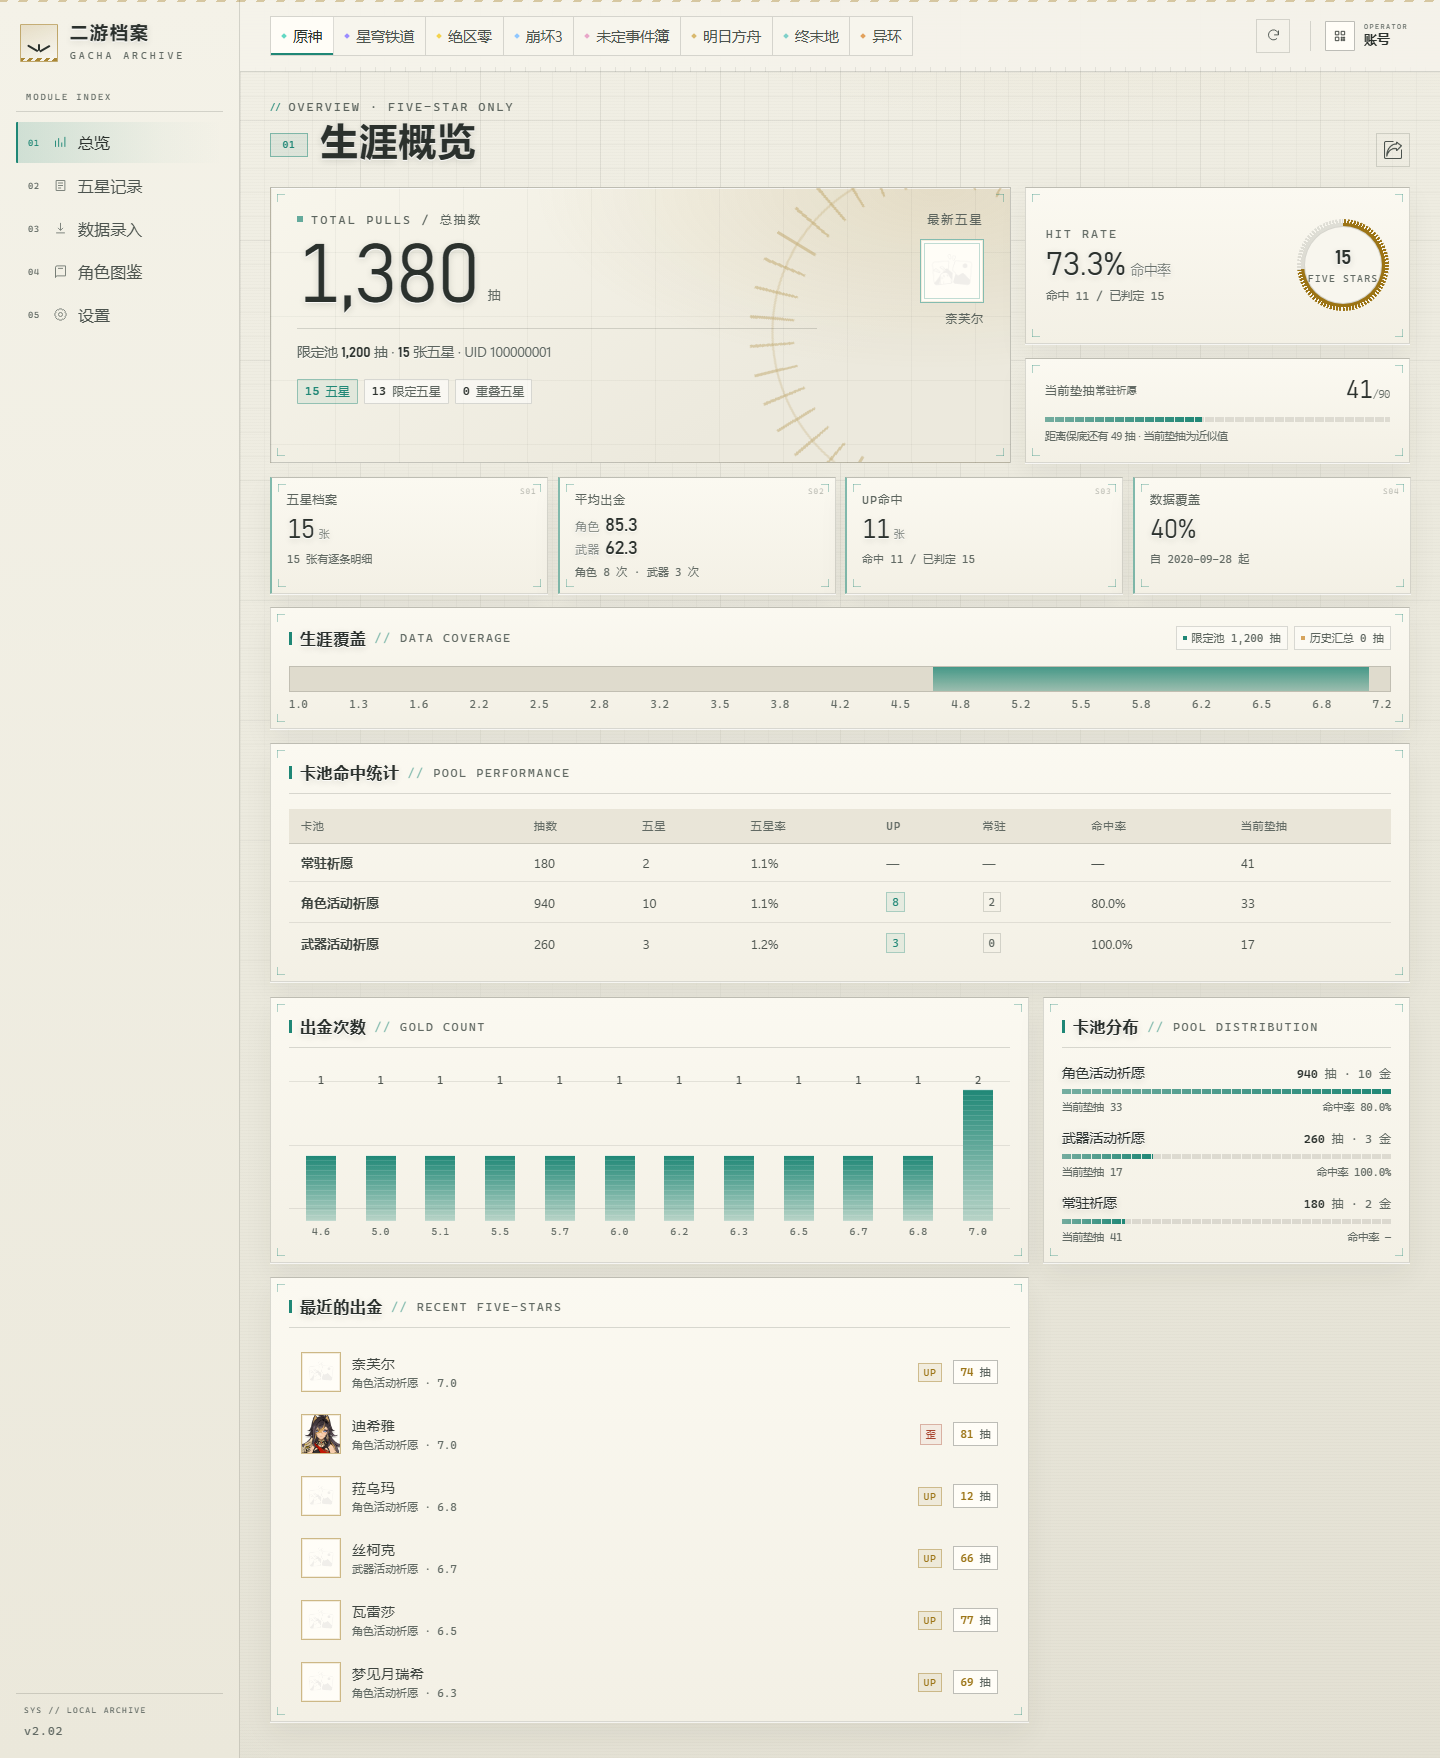 二游档案
GACHA ARCHIVE
MODULE INDEX
01 总览
02 五星记录
03 数据录入
04 角色图鉴
05 设置
SYS // LOCAL ARCHIVE
v2.02
原神 星穹铁道 绝区零 崩坏3 未定事件簿 明日方舟 终末地 异环
OPERATOR
账号
// OVERVIEW · FIVE-STAR ONLY
01 生涯概览
TOTAL PULLS / 总抽数
1,380 抽
限定池 1,200 抽 · 15 张五星 · UID 100000001
15 五星 13 限定五星 0 重叠五星
最新五星
奈芙尔
HIT RATE
73.3% 命中率
命中 11 / 已判定 15
15
FIVE STARS
当前垫抽常驻祈愿 41/90
距离保底还有 49 抽 · 当前垫抽为近似值
五星档案 S01
15 张
15 张有逐条明细
平均出金 S02
角色 85.3
武器 62.3
角色 8 次 · 武器 3 次
UP命中 S03
11 张
命中 11 / 已判定 15
数据覆盖 S04
40%
自 2020-09-28 起
生涯覆盖 // DATA COVERAGE 限定池 1,200 抽 历史汇总 0 抽
1.0 1.3 1.6 2.2 2.5 2.8 3.2 3.5 3.8 4.2 4.5 4.8 5.2 5.5 5.8 6.2 6.5 6.8 7.2
卡池命中统计 // POOL PERFORMANCE
卡池 抽数 五星 五星率 UP 常驻 命中率 当前垫抽
常驻祈愿 180 2 1.1% — — — 41
角色活动祈愿 940 10 1.1% 8 2 80.0% 33
武器活动祈愿 260 3 1.2% 3 0 100.0% 17
出金次数 // GOLD COUNT
1 1 1 1 1 1 1 1 1 1 1 2
4.6 5.0 5.1 5.5 5.7 6.0 6.2 6.3 6.5 6.7 6.8 7.0
卡池分布 // POOL DISTRIBUTION
角色活动祈愿 940 抽 · 10 金
当前垫抽 33 命中率 80.0%
武器活动祈愿 260 抽 · 3 金
当前垫抽 17 命中率 100.0%
常驻祈愿 180 抽 · 2 金
当前垫抽 41 命中率 —
最近的出金 // RECENT FIVE-STARS
奈芙尔
角色活动祈愿 · 7.0
UP 74 抽
迪希雅
角色活动祈愿 · 7.0
歪 81 抽
菈乌玛
角色活动祈愿 · 6.8
UP 12 抽
丝柯克
武器活动祈愿 · 6.7
UP 66 抽
瓦雷莎
角色活动祈愿 · 6.5
UP 77 抽
梦见月瑞希
角色活动祈愿 · 6.3
UP 69 抽